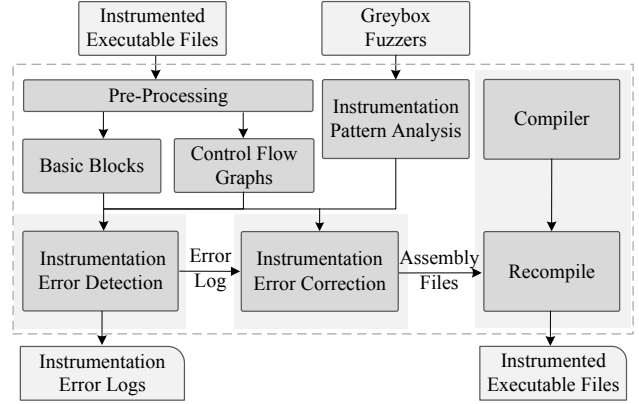 Instrumented
Executable Files
Greybox
Fuzzers
Pre-Processing
Instrumentation
Pattern Analysis
Compiler
Basic Blocks
Control Flow
Graphs
Instrumentation
Error Detection
Error
Log
Instrumentation
Error Correction
Assembly
Files
Recompile
Instrumentation
Error Logs
Instrumented
Executable Files